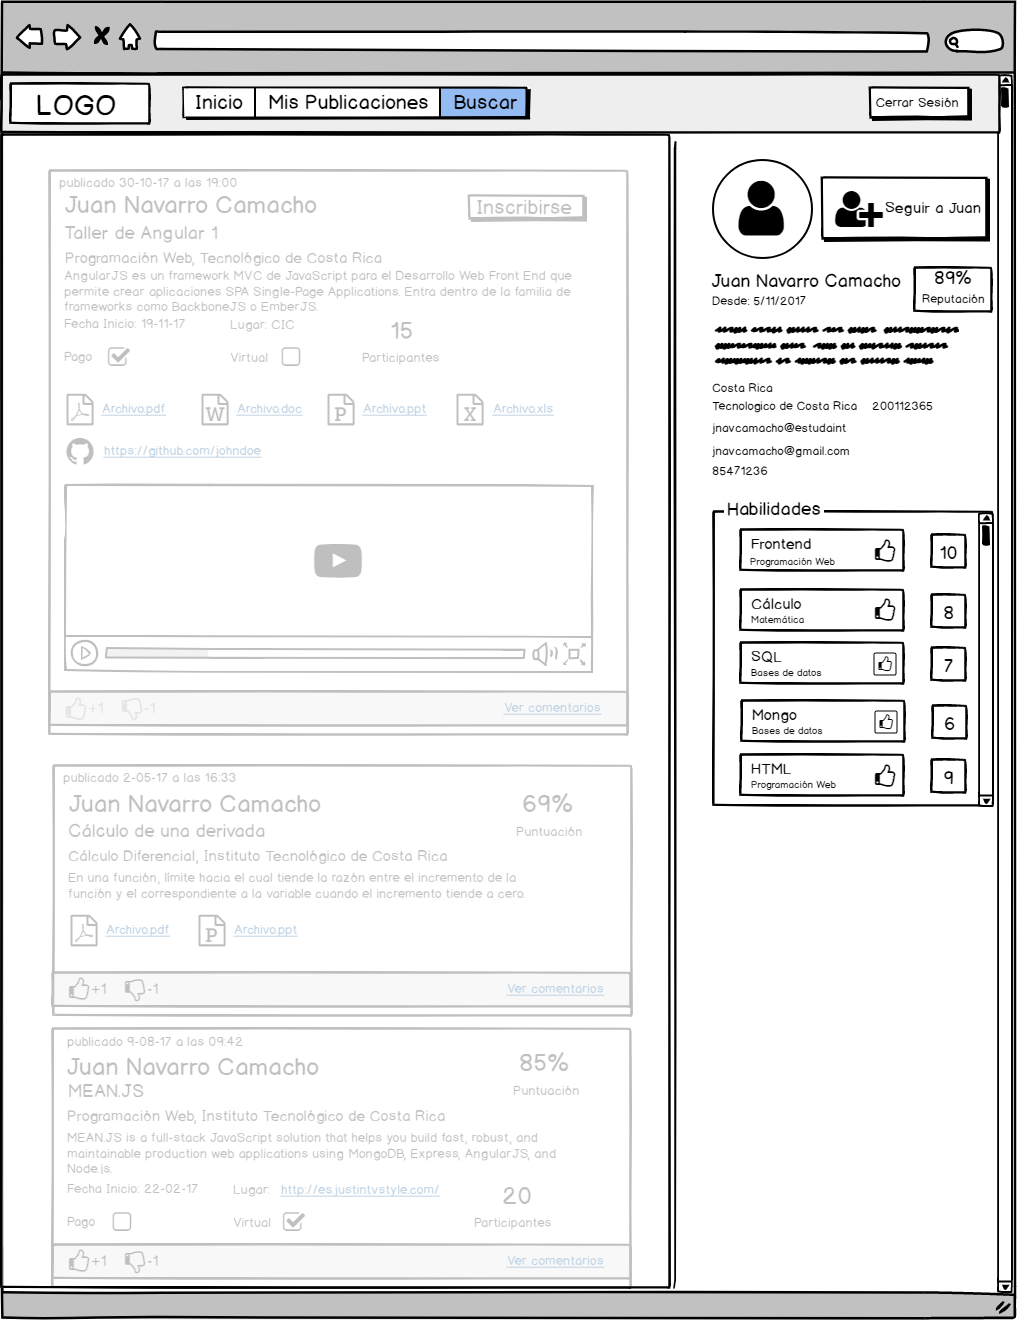 LOGO
Inicio
Mis Publicaciones
Buscar
Cerrar Sesión
publicado 30-10-17 a las 19:00
Juan Navarro Camacho
Inscribirse
Taller de Angular 1
Programación Web, Tecnológico de Costa Rica
AngularJS es un framework MVC de JavaScript para el Desarrollo Web Front End que
permite crear aplicaciones SPA Single-Page Applications. Entra dentro de la familia de
frameworks como BackboneJS o EmberJS.
Fecha Inicio: 19-11-17
Lugar: CIC
15
Pago
Virtual
Participantes
Archivo.pdf
W
Archivo.doc
P
Archivo.ppt
X
Archivo.xls
https://github.com/johndoe
+1
-1
Ver comentarios
publicado 2-05-17 a las 16:33
Juan Navarro Camacho
69%
Cálculo de una derivada
Puntuación
Cálculo Diferencial, Instituto Tecnológico de Costa Rica
En una función, límite hacia el cual tiende la razón entre el incremento de la
función y el correspondiente a la variable cuando el incremento tiende a cero.
Archivo.pdf
P
Archivo.ppt
+1
-1
Ver comentarios
publicado 9-08-17 a las 09:42
Juan Navarro Camacho
85%
MEAN.JS
Puntuación
Programación Web, Instituto Tecnológico de Costa Rica
MEAN.JS is a full-stack JavaScript solution that helps you build fast, robust, and
maintainable production web applications using MongoDB, Express, AngularJS, and
Node.js.
Fecha Inicio: 22-02-17
Lugar:
http://es.justintvstyle.com/
20
Pago
Virtual
Participantes
+1
-1
Ver comentarios
Seguir a Juan
Juan Navarro Camacho
89%
Desde: 5/11/2017
Reputación
Costa Rica
Tecnologico de Costa Rica
200112365
jnavcamacho@estudaint
jnavcamacho@gmail.com
85471236
Habilidades
Frontend
Programación Web
10
Cálculo
Matemática
8
SQL
Bases de datos
7
Mongo
Bases de datos
6
HTML
Programación Web
9